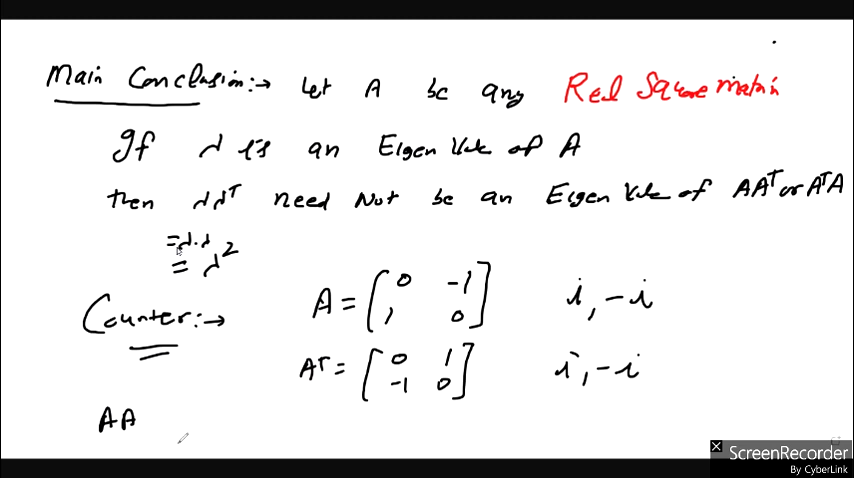 Main Conclusion:→ Let A be any Real Square matrix
If λ is an Eigen Value of A
then λλᵀ need Not be an Eigen Value of AAᵀ or AᵀA
=λ.λ
= λ²
Counter:→ A = [0 -1; 1 0] i, -i
Aᵀ = [0 1; -1 0] i, -i
AA
ScreenRecorder
By CyberLink